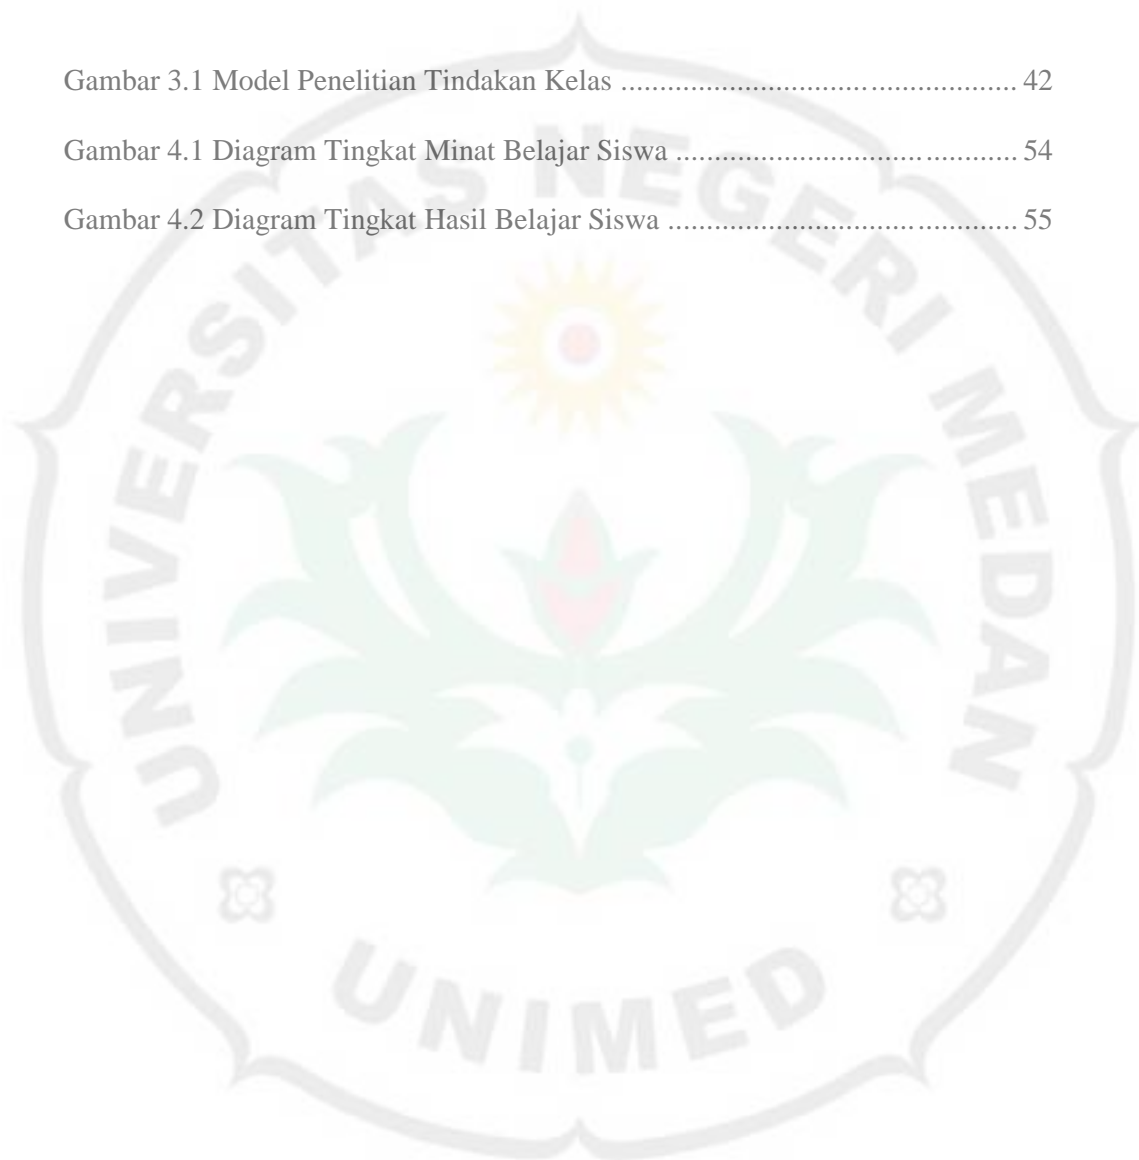 Gambar 3.1 Model Penelitian Tindakan Kelas .................................................. 42
Gambar 4.1 Diagram Tingkat Minat Belajar Siswa ........................................... 54
Gambar 4.2 Diagram Tingkat Hasil Belajar Siswa ............................................ 55
UNIVERSITAS NEGERI MEDAN
UNIMED